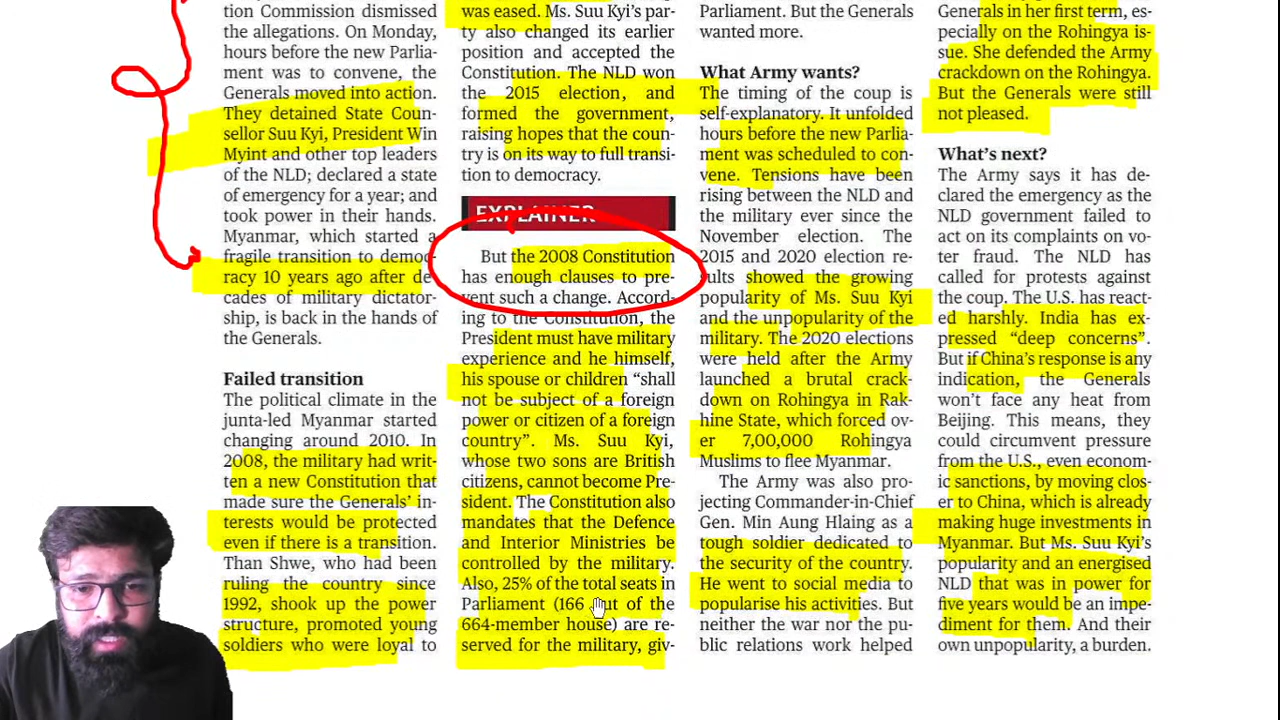 tion Commission dismissed
the allegations. On Monday,
hours before the new Parlia-
ment was to convene, the
Generals moved into action.
They detained State Coun-
sellor Suu Kyi, President Win
Myint and other top leaders
of the NLD; declared a state
of emergency for a year; and
took power in their hands.
Myanmar, which started a
fragile transition to democ-
racy 10 years ago after de-
cades of military dictator-
ship, is back in the hands of
the Generals.
Failed transition
The political climate in the
junta-led Myanmar started
changing around 2010. In
2008, the military had writ-
ten a new Constitution that
made sure the Generals’ in-
terests would be protected
even if there is a transition.
Than Shwe, who had been
ruling the country since
1992, shook up the power
structure, promoted young
soldiers who were loyal to
was eased. Ms. Suu Kyi’s par-
ty also changed its earlier
position and accepted the
Constitution. The NLD won
the 2015 election, and
formed the government,
raising hopes that the coun-
try is on its way to full transi-
tion to democracy.
EXPLAINER
But the 2008 Constitution
has enough clauses to pre-
vent such a change. Accord-
ing to the Constitution, the
President must have military
experience and he himself,
his spouse or children “shall
not be subject of a foreign
power or citizen of a foreign
country”. Ms. Suu Kyi,
whose two sons are British
citizens, cannot become Pre-
sident. The Constitution also
mandates that the Defence
and Interior Ministries be
controlled by the military.
Also, 25% of the total seats in
Parliament (166 out of the
664-member house) are re-
served for the military, giv-
Parliament. But the Generals
wanted more.
What Army wants?
The timing of the coup is
self-explanatory. It unfolded
hours before the new Parlia-
ment was scheduled to con-
vene. Tensions have been
rising between the NLD and
the military ever since the
November election. The
2015 and 2020 election re-
sults showed the growing
popularity of Ms. Suu Kyi
and the unpopularity of the
military. The 2020 elections
were held after the Army
launched a brutal crack-
down on Rohingya in Rak-
hine State, which forced ov-
er 7,00,000 Rohingya
Muslims to flee Myanmar.
The Army was also pro-
jecting Commander-in-Chief
Gen. Min Aung Hlaing as a
tough soldier dedicated to
the security of the country.
He went to social media to
popularise his activities. But
neither the war nor the pu-
blic relations work helped
Generals in her first term, es-
pecially on the Rohingya is-
sue. She defended the Army
crackdown on the Rohingya.
But the Generals were still
not pleased.
What’s next?
The Army says it has de-
clared the emergency as the
NLD government failed to
act on its complaints on vo-
ter fraud. The NLD has
called for protests against
the coup. The U.S. has react-
ed harshly. India has ex-
pressed “deep concerns”.
But if China’s response is any
indication, the Generals
won’t face any heat from
Beijing. This means, they
could circumvent pressure
from the U.S., even econom-
ic sanctions, by moving clos-
er to China, which is already
making huge investments in
Myanmar. But Ms. Suu Kyi’s
popularity and an energised
NLD that was in power for
five years would be an impe-
diment for them. And their
own unpopularity, a burden.